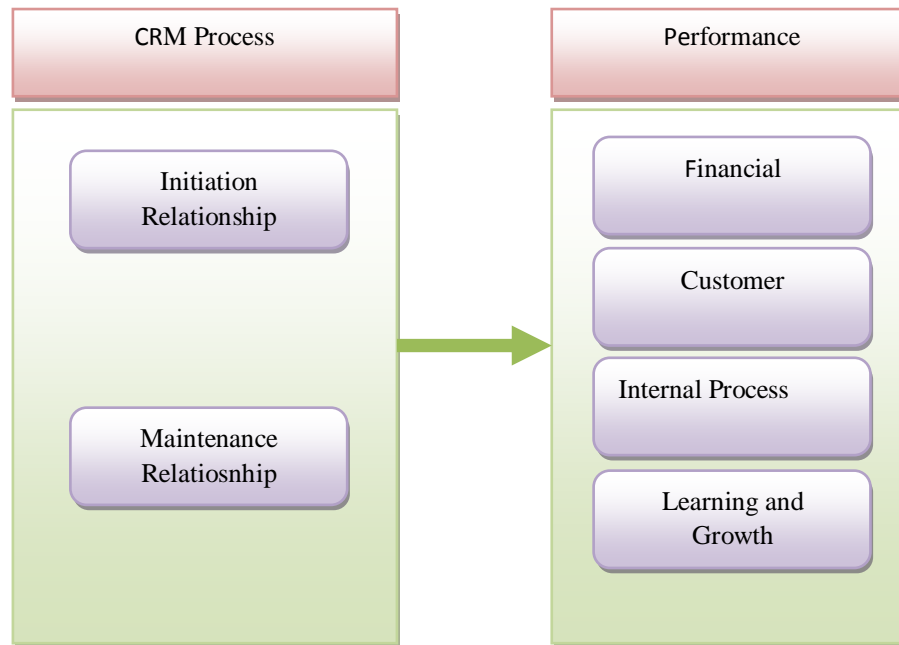 CRM Process
Initiation
Relationship
Maintenance
Relatiosnhip
Performance
Financial
Customer
Internal Process
Learning and
Growth